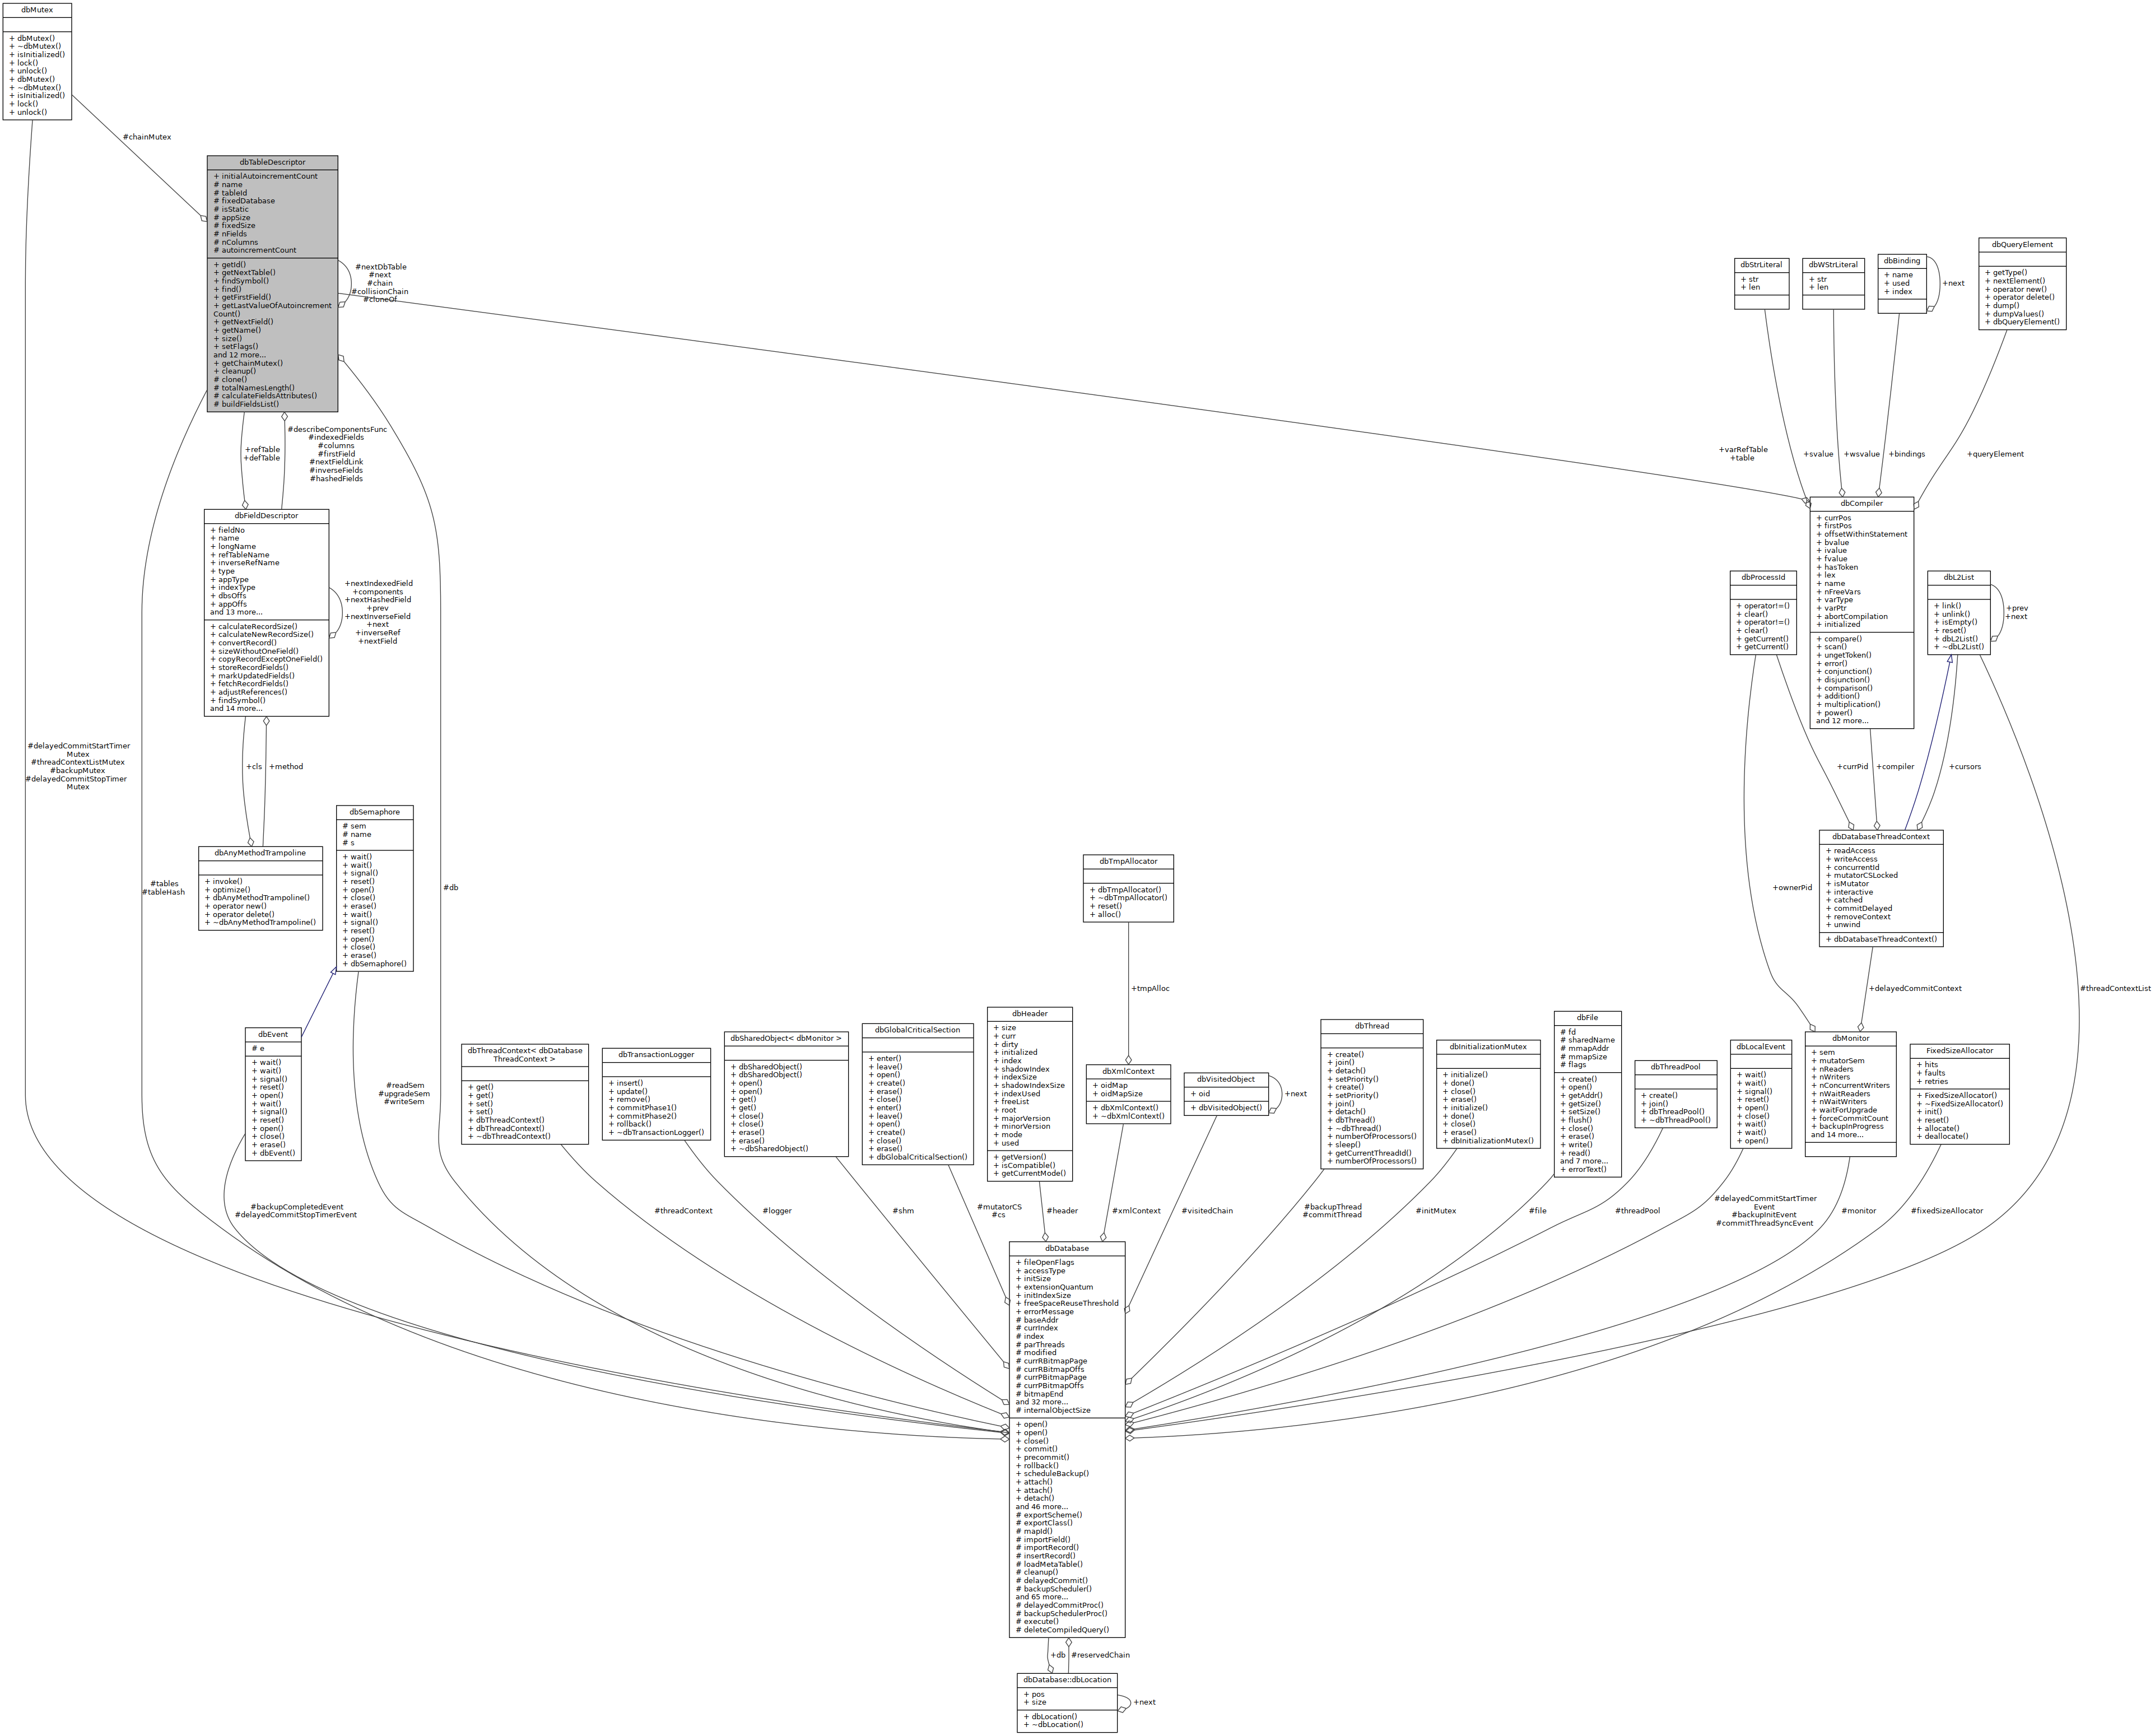 dbMutex
+ dbMutex()
+ ~dbMutex()
+ isInitialized()
+ lock()
+ unlock()
+ dbMutex()
+ ~dbMutex()
+ isInitialized()
+ lock()
+ unlock()
#chainMutex
dbTableDescriptor
+ initialAutoincrementCount
# name
# tableId
# fixedDatabase
# isStatic
# appSize
# fixedSize
# nFields
# nColumns
# autoincrementCount
+ getId()
+ getNextTable()
+ findSymbol()
+ find()
+ getFirstField()
+ getLastValueOfAutoincrement
Count()
+ getNextField()
+ getName()
+ size()
+ setFlags()
and 12 more...
+ getChainMutex()
+ cleanup()
# clone()
# totalNamesLength()
# calculateFieldsAttributes()
# buildFieldsList()
#nextDbTable
#next
#chain
#collisionChain
#cloneOf
dbStrLiteral
+ str
+ len
dbWStrLiteral
+ str
+ len
dbBinding
+ name
+ used
+ index
+next
dbQueryElement
+ getType()
+ nextElement()
+ operator new()
+ operator delete()
+ dump()
+ dumpValues()
+ dbQueryElement()
+refTable
+defTable
#describeComponentsFunc
#indexedFields
#columns
#firstField
#nextFieldLink
#inverseFields
#hashedFields
+varRefTable
+table
+svalue
+wsvalue
+bindings
+queryElement
dbFieldDescriptor
+ fieldNo
+ name
+ longName
+ refTableName
+ inverseRefName
+ type
+ appType
+ indexType
+ dbsOffs
+ appOffs
and 13 more...
+ calculateRecordSize()
+ calculateNewRecordSize()
+ convertRecord()
+ sizeWithoutOneField()
+ copyRecordExceptOneField()
+ storeRecordFields()
+ markUpdatedFields()
+ fetchRecordFields()
+ adjustReferences()
+ findSymbol()
and 14 more...
+nextIndexedField
+components
+nextHashedField
+prev
+nextInverseField
+next
+inverseRef
+nextField
dbCompiler
+ currPos
+ firstPos
+ offsetWithinStatement
+ bvalue
+ ivalue
+ fvalue
+ hasToken
+ lex
+ name
+ nFreeVars
+ varType
+ varPtr
+ abortCompilation
+ initialized
+ compare()
+ scan()
+ ungetToken()
+ error()
+ conjunction()
+ disjunction()
+ comparison()
+ addition()
+ multiplication()
+ power()
and 12 more...
dbProcessId
+ operator!=()
+ clear()
+ operator!=()
+ clear()
+ getCurrent()
+ getCurrent()
dbL2List
+ link()
+ unlink()
+ isEmpty()
+ reset()
+ dbL2List()
+ ~dbL2List()
+prev
+next
#delayedCommitStartTimer
Mutex
#threadContextListMutex
#backupMutex
#delayedCommitStopTimer
Mutex
+cls
+method
+currPid
+compiler
+cursors
dbAnyMethodTrampoline
+ invoke()
+ optimize()
+ dbAnyMethodTrampoline()
+ operator new()
+ operator delete()
+ ~dbAnyMethodTrampoline()
dbSemaphore
# sem
# name
# s
+ wait()
+ wait()
+ signal()
+ reset()
+ open()
+ close()
+ erase()
+ wait()
+ signal()
+ reset()
+ open()
+ close()
+ erase()
+ dbSemaphore()
#tables
#tableHash
#db
dbTmpAllocator
+ dbTmpAllocator()
+ ~dbTmpAllocator()
+ reset()
+ alloc()
+ownerPid
dbDatabaseThreadContext
+ readAccess
+ writeAccess
+ concurrentId
+ mutatorCSLocked
+ isMutator
+ interactive
+ catched
+ commitDelayed
+ removeContext
+ unwind
+ dbDatabaseThreadContext()
+tmpAlloc
+delayedCommitContext
#threadContextList
dbEvent
# e
+ wait()
+ wait()
+ signal()
+ reset()
+ open()
+ wait()
+ signal()
+ reset()
+ open()
+ close()
+ erase()
+ dbEvent()
#readSem
#upgradeSem
#writeSem
dbThreadContext< dbDatabase
ThreadContext >
+ get()
+ get()
+ set()
+ set()
+ dbThreadContext()
+ dbThreadContext()
+ ~dbThreadContext()
dbTransactionLogger
+ insert()
+ update()
+ remove()
+ commitPhase1()
+ commitPhase2()
+ rollback()
+ ~dbTransactionLogger()
dbSharedObject< dbMonitor >
+ dbSharedObject()
+ dbSharedObject()
+ open()
+ open()
+ get()
+ get()
+ close()
+ close()
+ erase()
+ erase()
+ ~dbSharedObject()
dbGlobalCriticalSection
+ enter()
+ leave()
+ open()
+ create()
+ erase()
+ close()
+ enter()
+ leave()
+ open()
+ create()
+ close()
+ erase()
+ dbGlobalCriticalSection()
dbHeader
+ size
+ curr
+ dirty
+ initialized
+ index
+ shadowIndex
+ indexSize
+ shadowIndexSize
+ indexUsed
+ freeList
+ root
+ majorVersion
+ minorVersion
+ mode
+ used
+ getVersion()
+ isCompatible()
+ getCurrentMode()
dbXmlContext
+ oidMap
+ oidMapSize
+ dbXmlContext()
+ ~dbXmlContext()
dbVisitedObject
+ oid
+ dbVisitedObject()
+next
dbThread
+ create()
+ join()
+ detach()
+ setPriority()
+ create()
+ setPriority()
+ join()
+ detach()
+ dbThread()
+ ~dbThread()
+ numberOfProcessors()
+ sleep()
+ getCurrentThreadId()
+ numberOfProcessors()
dbInitializationMutex
+ initialize()
+ done()
+ close()
+ erase()
+ initialize()
+ done()
+ close()
+ erase()
+ dbInitializationMutex()
dbFile
# fd
# sharedName
# mmapAddr
# mmapSize
# flags
+ create()
+ open()
+ getAddr()
+ getSize()
+ setSize()
+ flush()
+ close()
+ erase()
+ write()
+ read()
and 7 more...
+ errorText()
dbThreadPool
+ create()
+ join()
+ dbThreadPool()
+ ~dbThreadPool()
dbLocalEvent
+ wait()
+ wait()
+ signal()
+ reset()
+ open()
+ close()
+ wait()
+ wait()
+ open()
dbMonitor
+ sem
+ mutatorSem
+ nReaders
+ nWriters
+ nConcurrentWriters
+ nWaitReaders
+ nWaitWriters
+ waitForUpgrade
+ forceCommitCount
+ backupInProgress
and 14 more...
FixedSizeAllocator
+ hits
+ faults
+ retries
+ FixedSizeAllocator()
+ ~FixedSizeAllocator()
+ init()
+ reset()
+ allocate()
+ deallocate()
#backupCompletedEvent
#delayedCommitStopTimerEvent
#threadContext
#logger
#shm
#mutatorCS
#cs
#header
#xmlContext
#visitedChain
#backupThread
#commitThread
#initMutex
#file
#threadPool
#delayedCommitStartTimer
Event
#backupInitEvent
#commitThreadSyncEvent
#monitor
#fixedSizeAllocator
dbDatabase
+ fileOpenFlags
+ accessType
+ initSize
+ extensionQuantum
+ initIndexSize
+ freeSpaceReuseThreshold
+ errorMessage
# baseAddr
# currIndex
# index
# parThreads
# modified
# currRBitmapPage
# currRBitmapOffs
# currPBitmapPage
# currPBitmapOffs
# bitmapEnd
and 32 more...
# internalObjectSize
+ open()
+ open()
+ close()
+ commit()
+ precommit()
+ rollback()
+ scheduleBackup()
+ attach()
+ attach()
+ detach()
and 46 more...
# exportScheme()
# exportClass()
# mapId()
# importField()
# importRecord()
# insertRecord()
# loadMetaTable()
# cleanup()
# delayedCommit()
# backupScheduler()
and 65 more...
# delayedCommitProc()
# backupSchedulerProc()
# execute()
# deleteCompiledQuery()
+db
#reservedChain
dbDatabase::dbLocation
+ pos
+ size
+ dbLocation()
+ ~dbLocation()
+next